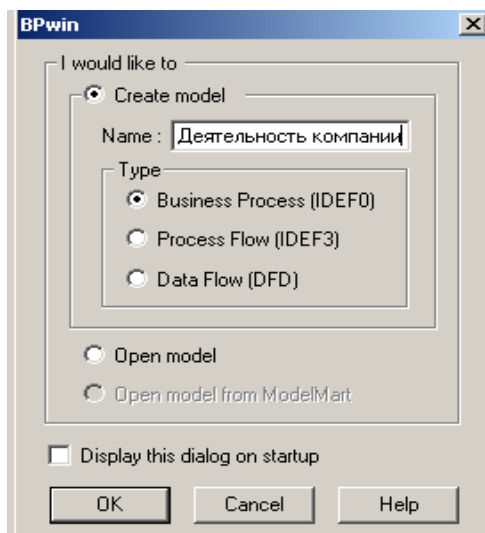 BPwin
I would like to
Create model
Name : Деятельность компании
Type
Business Process (IDEF0)
Process Flow (IDEF3)
Data Flow (DFD)
Open model
Open model from ModelMart
Display this dialog on startup
OK Cancel Help